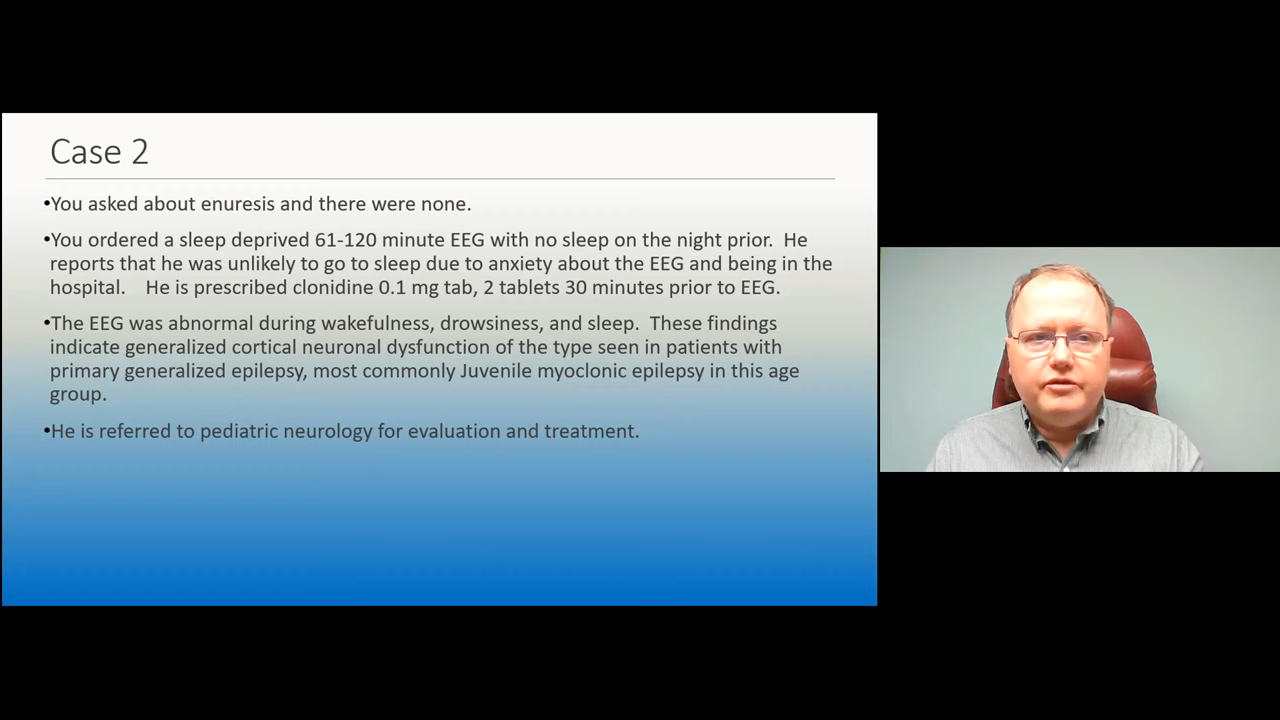 Case 2
•You asked about enuresis and there were none.
•You ordered a sleep deprived 61-120 minute EEG with no sleep on the night prior.  He
reports that he was unlikely to go to sleep due to anxiety about the EEG and being in the
hospital.    He is prescribed clonidine 0.1 mg tab, 2 tablets 30 minutes prior to EEG.
•The EEG was abnormal during wakefulness, drowsiness, and sleep.  These findings
indicate generalized cortical neuronal dysfunction of the type seen in patients with
primary generalized epilepsy, most commonly Juvenile myoclonic epilepsy in this age
group.
•He is referred to pediatric neurology for evaluation and treatment.